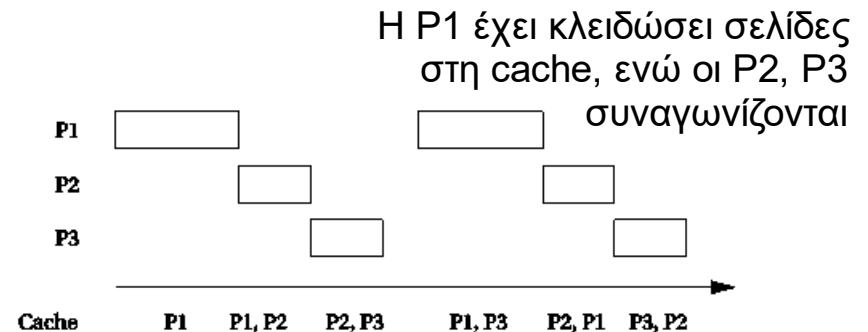 Η P1 έχει κλειδώσει σελίδες
στη cache, ενώ οι P2, P3
συναγωνίζονται
P1
P2
P3
Cache P1 P1, P2 P2, P3 P1, P3 P2, P1 P3, P2